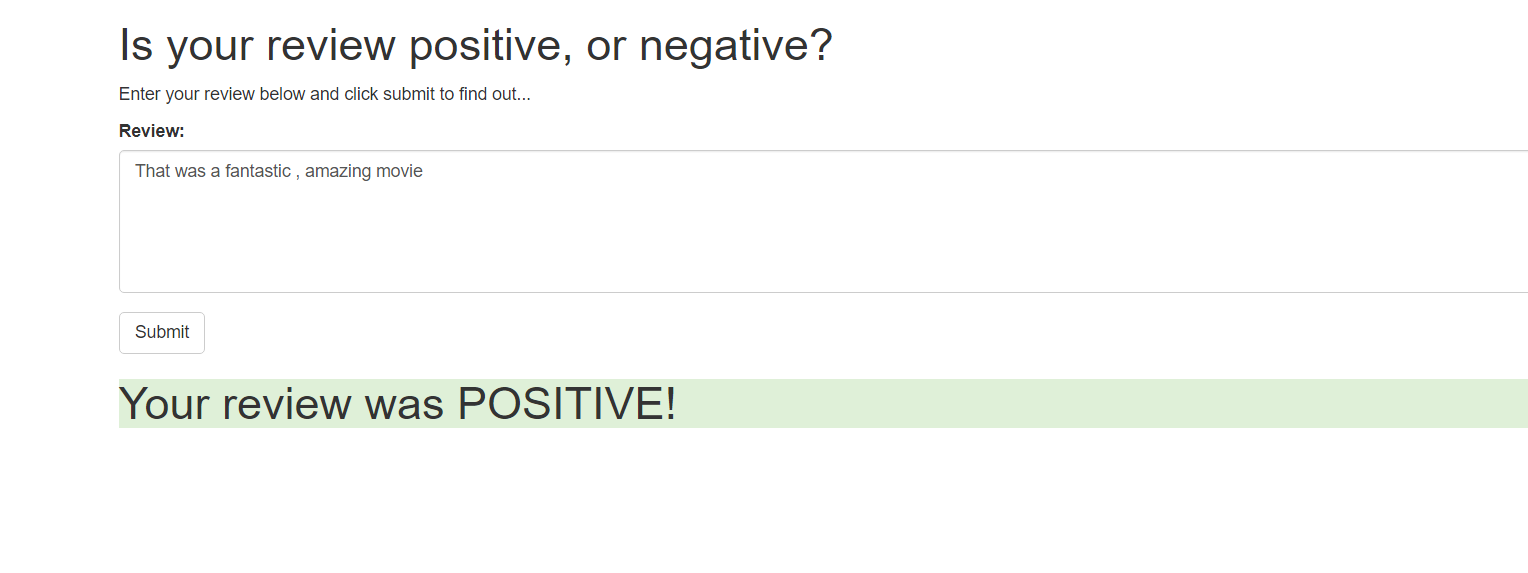 Is your review positive, or negative?
Enter your review below and click submit to find out...
Review:
That was a fantastic , amazing movie
Submit
Your review was POSITIVE!